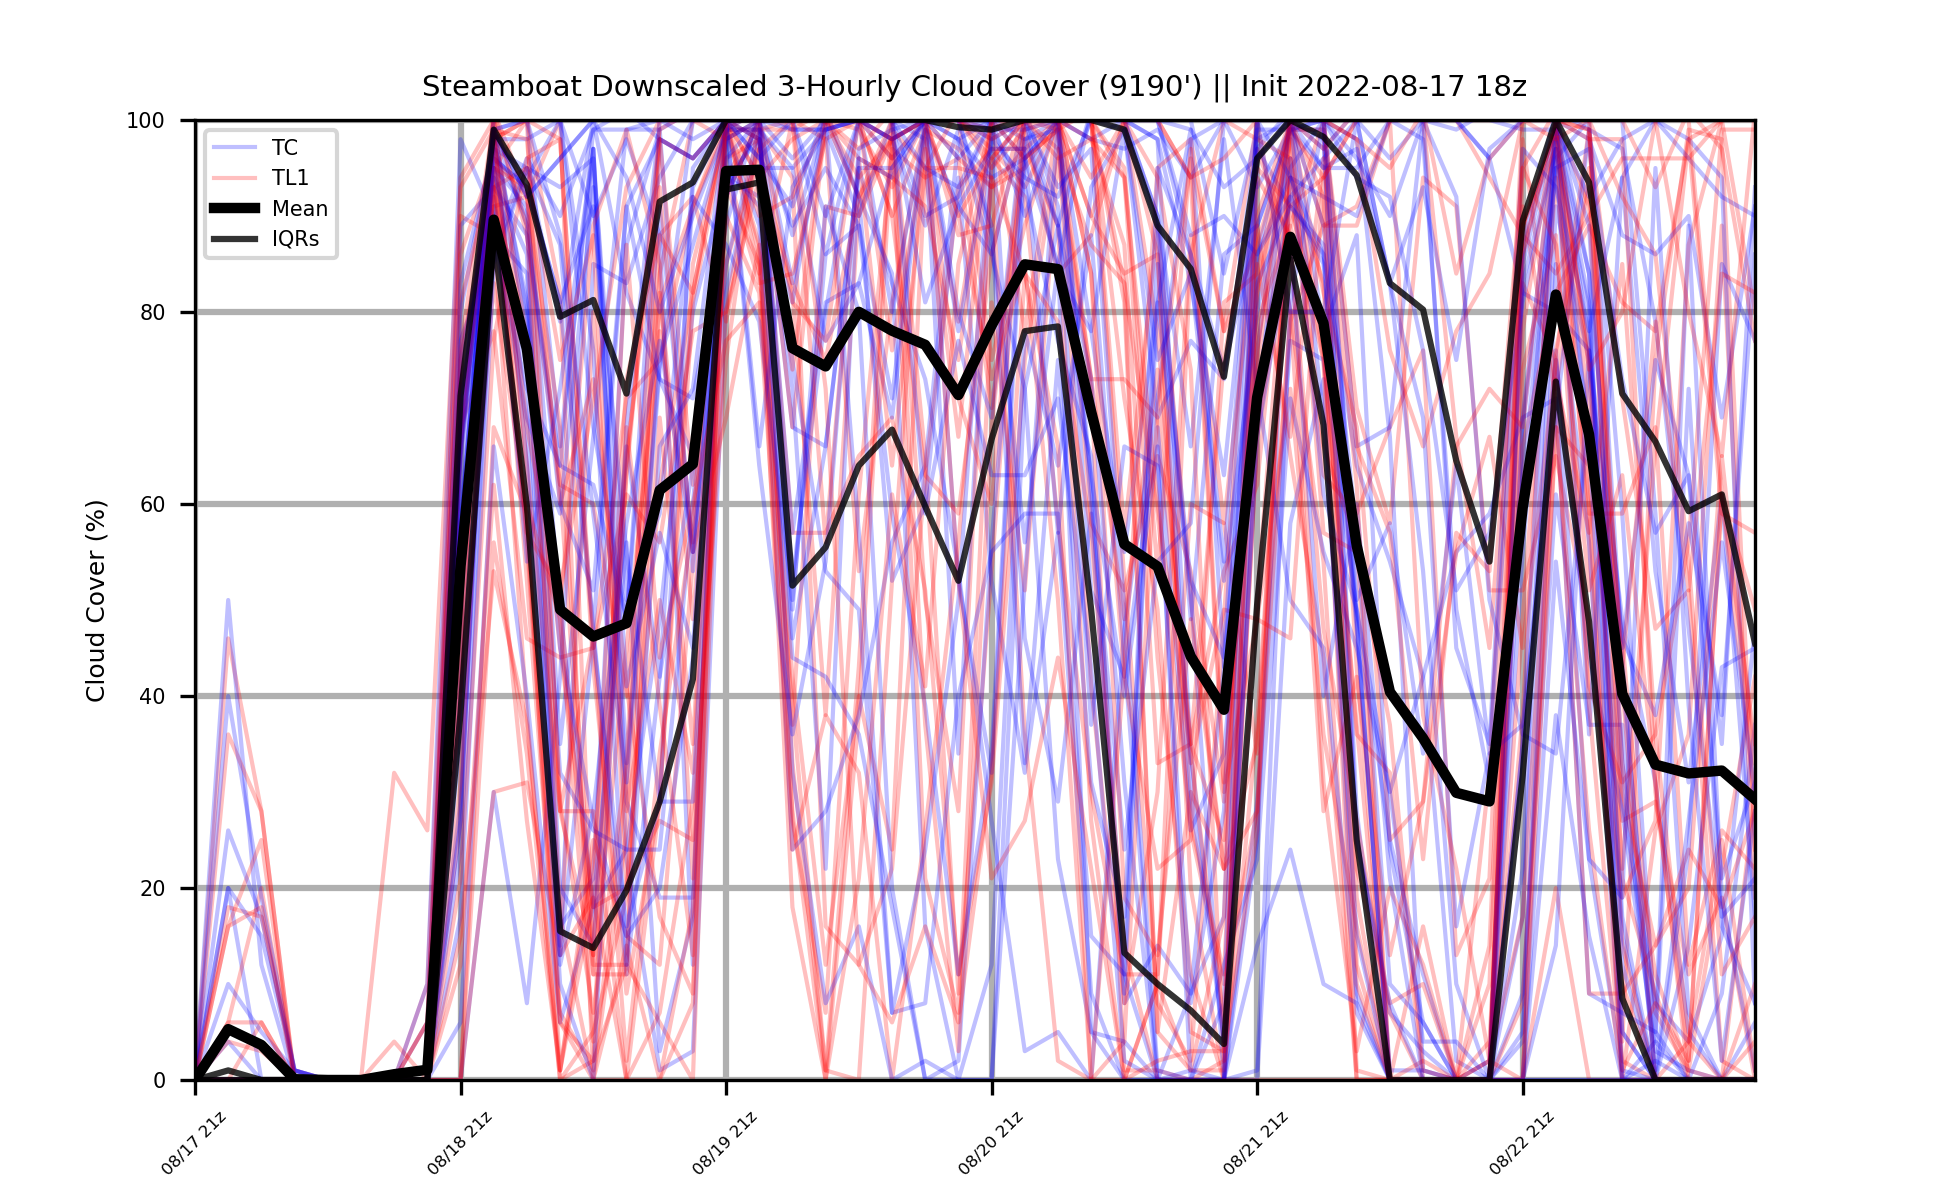 Steamboat Downscaled 3-Hourly Cloud Cover (9190') || Init 2022-08-17 18z
100
80
60
40
20
0
Cloud Cover (%)
TC
TL1
Mean
IQRs
08/17 21z
08/18 21z
08/19 21z
08/20 21z
08/21 21z
08/22 21z